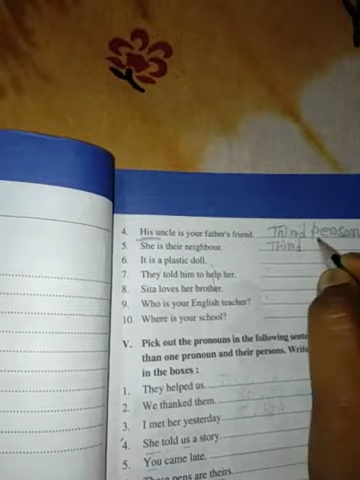 4. His uncle is your father's friend. Third person
5. She is their neighbour. Third
6. It is a plastic doll.
7. They told him to help her.
8. Sita loves her brother.
9. Who is your English teacher?
10. Where is your school?
V. Pick out the pronouns in the following sente
than one pronoun and their persons. Write
in the boxes :
1. They helped us.
2. We thanked them.
3. I met her yesterday
4. She told us a story.
5. You came late.
pens are theirs.